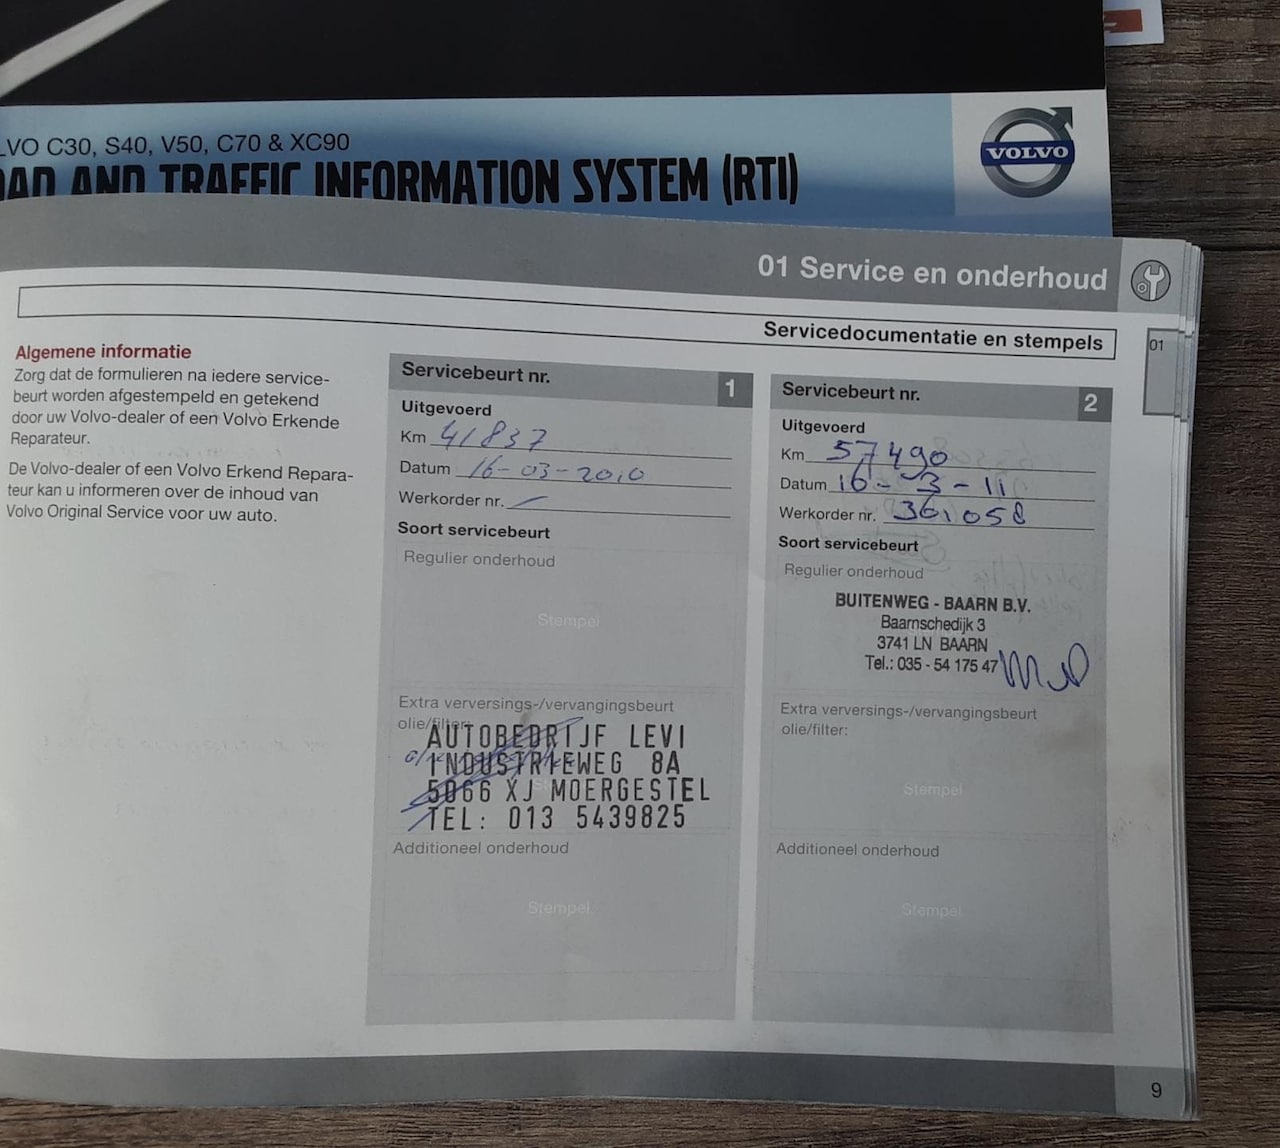 LVO C30, S40, V50, C70 & XC90
OAD AND TRAFFIC INFORMATION SYSTEM (RTI)
VOLVO
01 Service en onderhoud
Servicedocumentatie en stempels
01
Algemene informatie
Zorg dat de formulieren na iedere service-
beurt worden afgestempeld en getekend
door uw Volvo-dealer of een Volvo Erkende
Reparateur.
De Volvo-dealer of een Volvo Erkend Repara-
teur kan u informeren over de inhoud van
Volvo Original Service voor uw auto.
Servicebeurt nr. 1
Uitgevoerd
Km 41837
Datum 16-03-2010
Werkorder nr.
Soort servicebeurt
Regulier onderhoud
Stempel
Extra verversings-/vervangingsbeurt
olie/filter:
AUTOBEDRIJF LEVI
INDUSTRIEWEG 8A
5066 XJ MOERGESTEL
TEL: 013 5439825
Additioneel onderhoud
Stempel
Servicebeurt nr. 2
Uitgevoerd
Km 57490
Datum 16-3-11
Werkorder nr. 361058
Soort servicebeurt
Regulier onderhoud
BUITENWEG - BAARN B.V.
Baarnschedijk 3
3741 LN BAARN
Tel.: 035 - 54 175 47
Extra verversings-/vervangingsbeurt
olie/filter:
Stempel
Additioneel onderhoud
Stempel
9